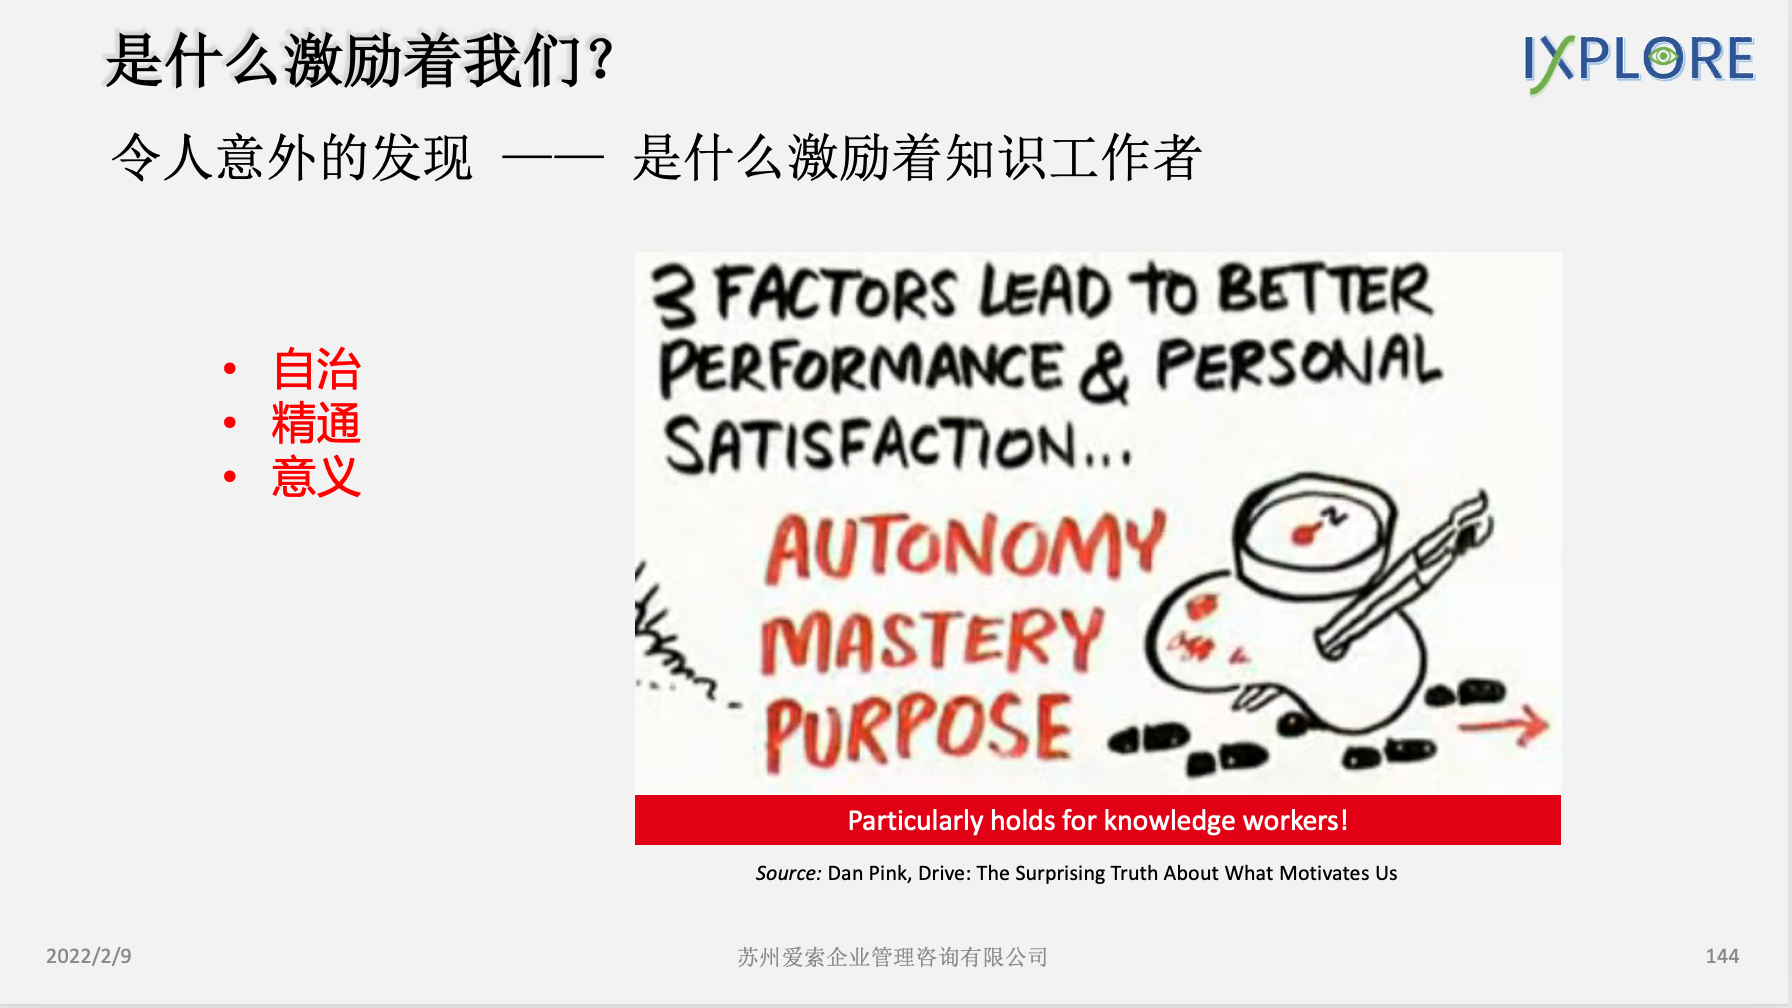 是什么激励着我们？
IXPLORE
令人意外的发现 —— 是什么激励着知识工作者
• 自治
• 精通
• 意义
3 FACTORS LEAD TO BETTER
PERFORMANCE & PERSONAL
SATISFACTION...
AUTONOMY
MASTERY
PURPOSE
Particularly holds for knowledge workers!
Source: Dan Pink, Drive: The Surprising Truth About What Motivates Us
2022/2/9
苏州爱索企业管理咨询有限公司
144